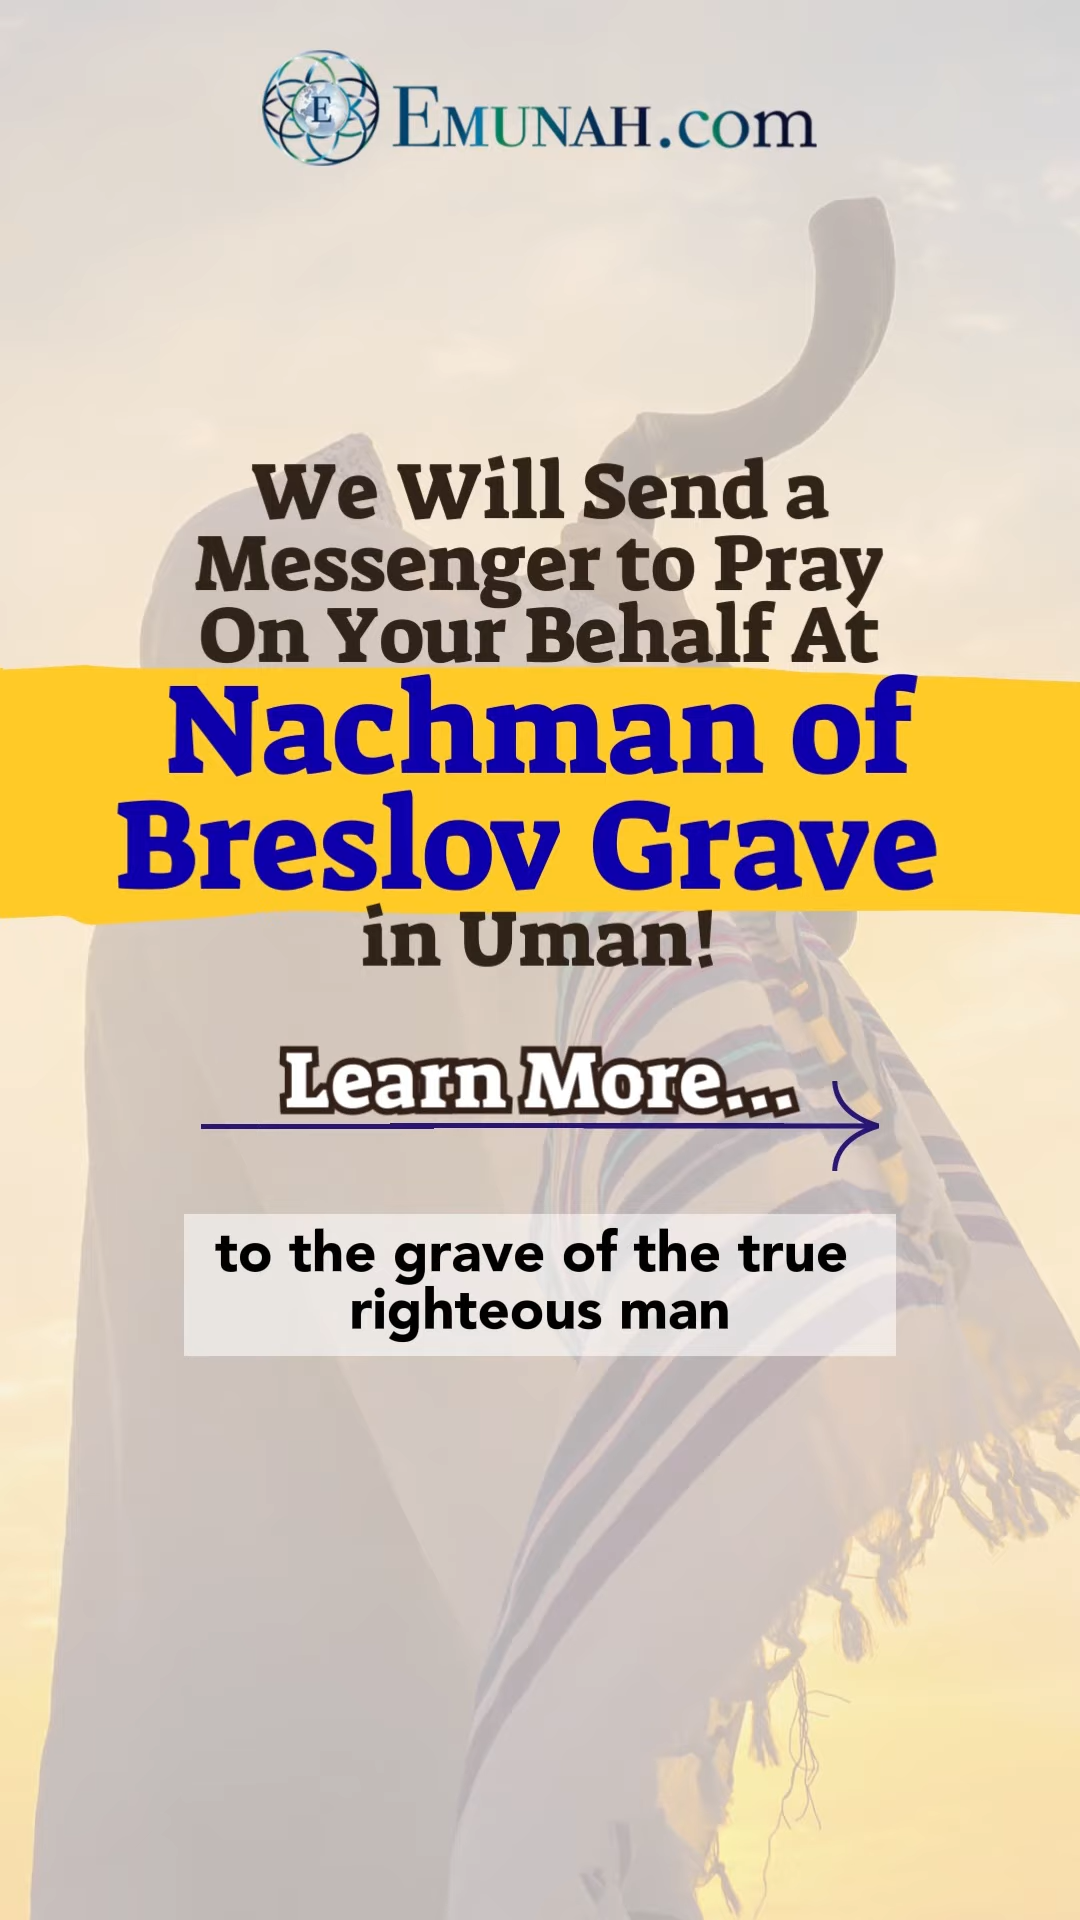 E EMUNAH.com
We Will Send a
Messenger to Pray
On Your Behalf At
Nachman of
Breslov Grave
in Uman!
Learn More...
to the grave of the true
righteous man